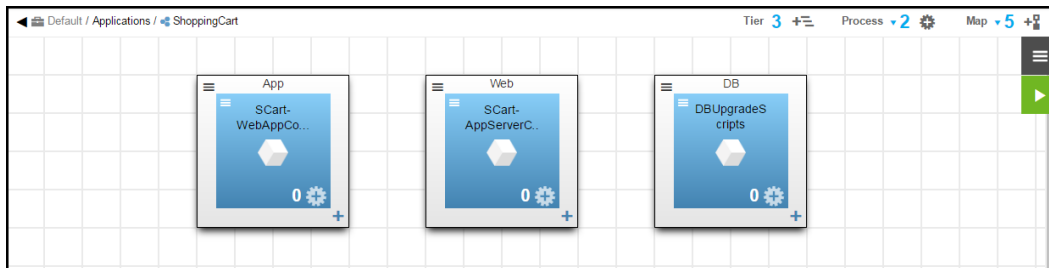 Default / Applications / ShoppingCart
Tier 3 Process 2 Map 5
App
SCart-
WebAppCo...
0
Web
SCart-
AppServerC..
0
DB
DBUpgradeS
cripts
0